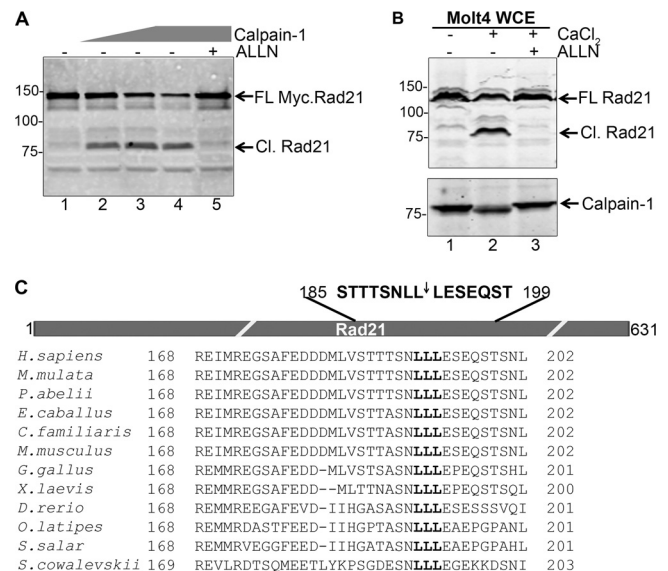 A
Calpain-1
- - - - +
ALLN
150
FL Myc.Rad21
100
75
Cl. Rad21
1 2 3 4 5
B
Molt4 WCE
- + + CaCl2
- - + ALLN
150
FL Rad21
100
75
Cl. Rad21
75
Calpain-1
1 2 3
C
185 STTTSNLL↓LESEQST 199
1 Rad21 631
H.sapiens 168 REIMREGSAFEDDDMLVSTTTSNLLLESEQSTSNL 202
M.mulata 168 REIMREGSAFEDDDMLVSTTTSNLLLESEQSTSNL 202
P.abelii 168 REIMREGSAFEDDDMLVSTTTSNLLLESEQSTSNL 202
E.caballus 168 REIMREGSAFEDDDMLVSTTASNLLLESEQSTSNL 202
C.familiaris 168 REIMREGSAFEDDDMLVSTTASNLLLESEQSTSNL 202
M.musculus 168 REIMREGSAFEDDDMLVSTTASNLLLESEQSTSNL 202
G.gallus 168 REMMREGSAFEDD-MLVSTTASNLLLEPEQSTSHL 201
X.laevis 168 REMMREGSAFEDD--MLTTNASNLLLEPEQSTSQL 200
D.rerio 168 REMMREEGAFEVD-IIHGASASNLLLESESSSVQI 201
O.latipes 168 REMMRDASTFEED-IIHGPTASNLLLEAEPGPANL 201
S.salar 168 REMMRVEGGFEED-IIHGATASNLLLEAEPGPAHL 201
S.cowalevskii 169 REVLRDTSQMEETLYKPSGDESNLLLEGEKKDSNI 203